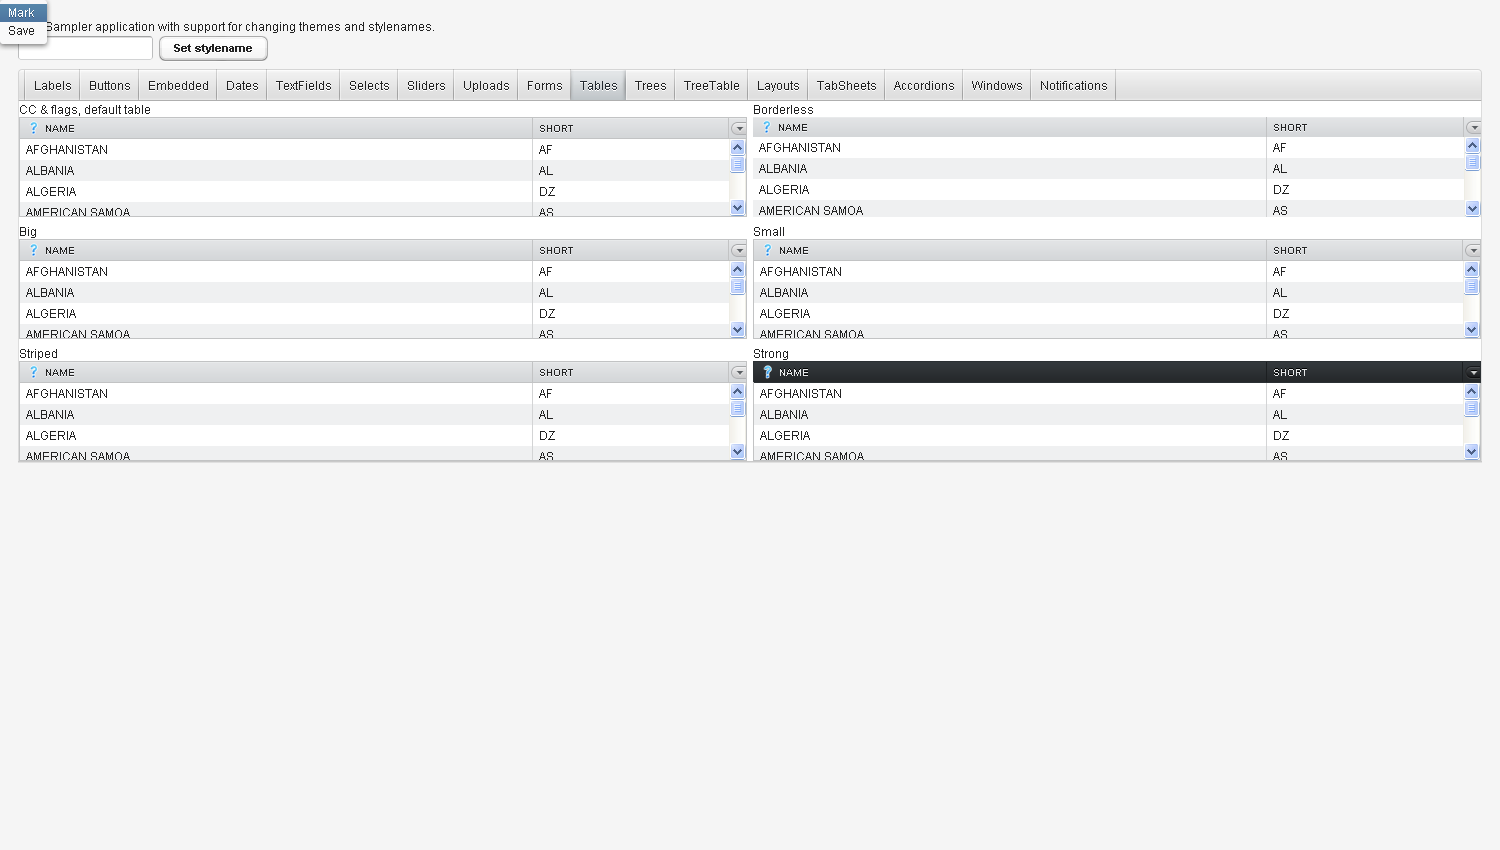 Mark
Save
Sampler application with support for changing themes and stylenames.
Set stylename
Labels Buttons Embedded Dates TextFields Selects Sliders Uploads Forms Tables Trees TreeTable Layouts TabSheets Accordions Windows Notifications
CC & flags, default table
NAME SHORT
AFGHANISTAN AF
ALBANIA AL
ALGERIA DZ
AMERICAN SAMOA AS
Borderless
NAME SHORT
AFGHANISTAN AF
ALBANIA AL
ALGERIA DZ
AMERICAN SAMOA AS
Big
NAME SHORT
AFGHANISTAN AF
ALBANIA AL
ALGERIA DZ
AMERICAN SAMOA AS
Small
NAME SHORT
AFGHANISTAN AF
ALBANIA AL
ALGERIA DZ
AMERICAN SAMOA AS
Striped
NAME SHORT
AFGHANISTAN AF
ALBANIA AL
ALGERIA DZ
AMERICAN SAMOA AS
Strong
NAME SHORT
AFGHANISTAN AF
ALBANIA AL
ALGERIA DZ
AMERICAN SAMOA AS